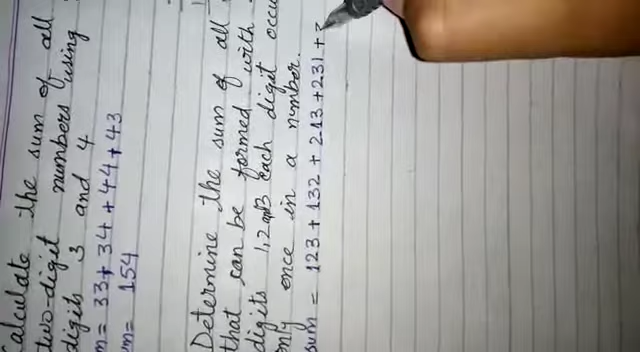 Calculate the sum of all
two-digit numbers using
digits 3 and 4
m = 33 + 34 + 44 + 43
um = 154
Determine the sum of all
that can be formed with
digits 1, 2 and 3 each digit occu
only once in a number.
sum = 123 + 132 + 213 + 231 +